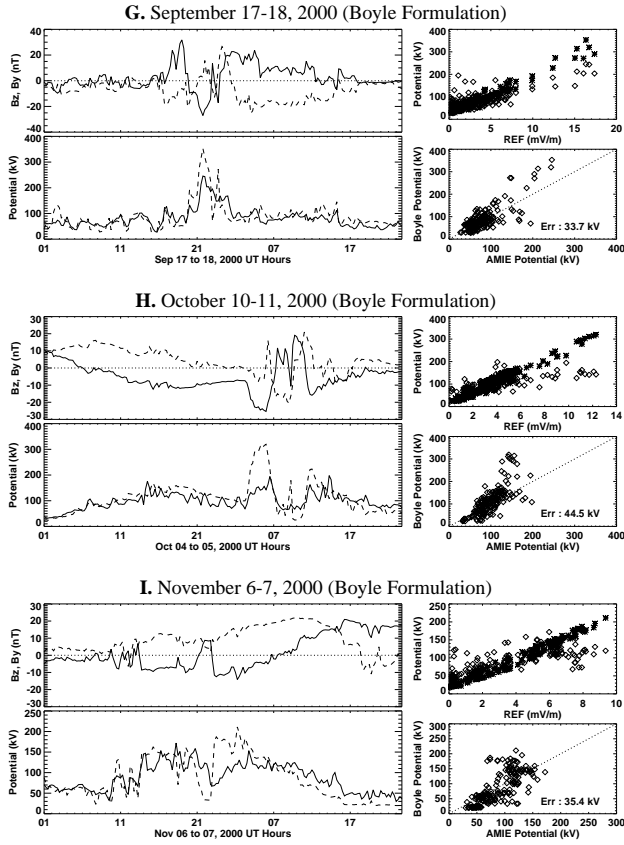 G. September 17-18, 2000 (Boyle Formulation)
40
20
0
-20
40
Bz, By (nT)
400
300
200
100
0
Potential (kV)
01 11 21 07 17
Sep 17 to 18, 2000 UT Hours
400
300
200
100
0
Potential (kV)
0 5 10 15 20
REF (mV/m)
400
300
200
100
0
Boyle Potential (kV)
Err : 33.7 kV
0 100 200 300 400
AMIE Potential (kV)
H. October 10-11, 2000 (Boyle Formulation)
30
20
10
0
-10
-20
-30
Bz, By (nT)
400
300
200
100
0
Potential (kV)
01 11 21 07 17
Oct 04 to 05, 2000 UT Hours
400
300
200
100
0
Potential (kV)
0 2 4 6 8 10 12 14
REF (mV/m)
400
300
200
100
0
Boyle Potential (kV)
Err : 44.5 kV
0 100 200 300 400
AMIE Potential (kV)
I. November 6-7, 2000 (Boyle Formulation)
30
20
10
0
-10
-20
-30
Bz, By (nT)
250
200
150
100
50
0
Potential (kV)
01 11 21 07 17
Nov 06 to 07, 2000 UT Hours
250
200
150
100
50
0
Potential (kV)
0 2 4 6 8 10
REF (mV/m)
300
250
200
150
100
50
0
Boyle Potential (kV)
Err : 35.4 kV
0 50 100 150 200 250 300
AMIE Potential (kV)